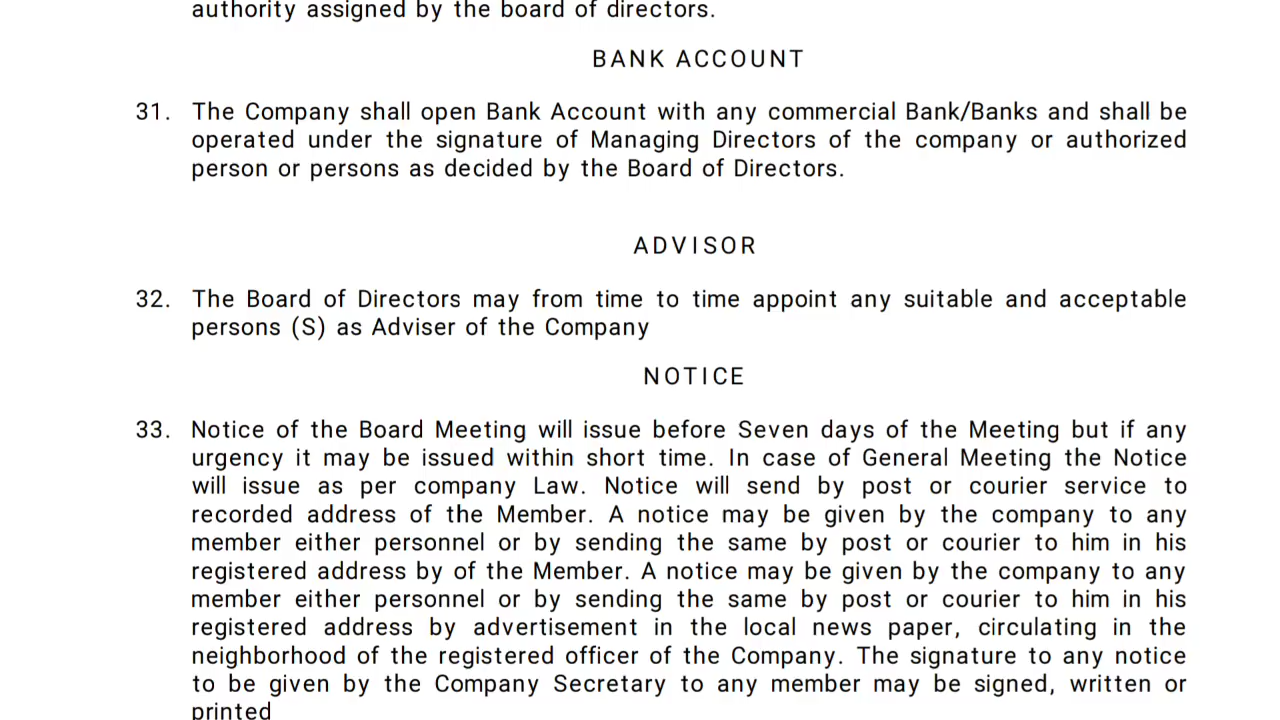 authority assigned by the board of directors.
BANK ACCOUNT
31. The Company shall open Bank Account with any commercial Bank/Banks and shall be
operated under the signature of Managing Directors of the company or authorized
person or persons as decided by the Board of Directors.
ADVISOR
32. The Board of Directors may from time to time appoint any suitable and acceptable
persons (S) as Adviser of the Company
NOTICE
33. Notice of the Board Meeting will issue before Seven days of the Meeting but if any
urgency it may be issued within short time. In case of General Meeting the Notice
will issue as per company Law. Notice will send by post or courier service to
recorded address of the Member. A notice may be given by the company to any
member either personnel or by sending the same by post or courier to him in his
registered address by of the Member. A notice may be given by the company to any
member either personnel or by sending the same by post or courier to him in his
registered address by advertisement in the local news paper, circulating in the
neighborhood of the registered officer of the Company. The signature to any notice
to be given by the Company Secretary to any member may be signed, written or
printed